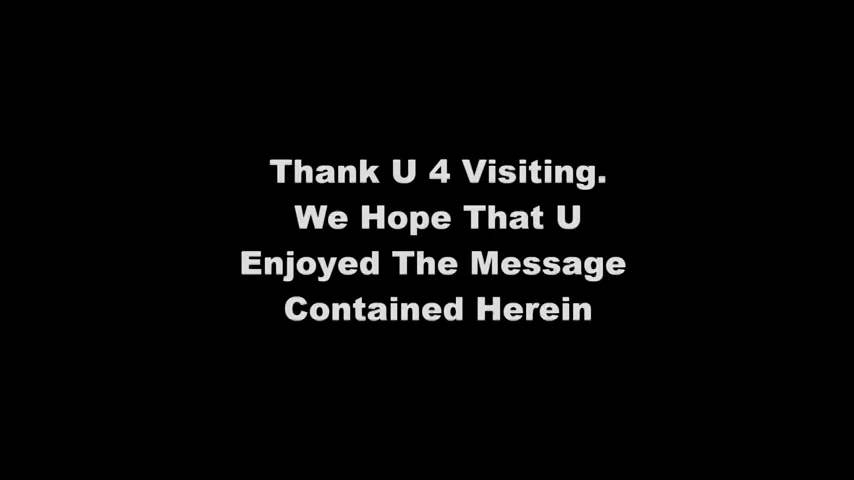 Thank U 4 Visiting.
We Hope That U
Enjoyed The Message
Contained Herein